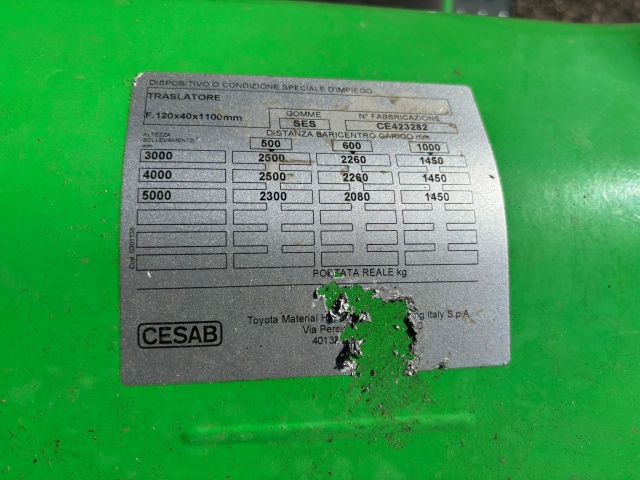 DISPOSITIVO O CONDIZIONE SPECIALE D'IMPIEGO
TRASLATORE
F.120x40x1100mm
GOMME
SES
N° FABBRICAZIONE
CE423282
ALTEZZA SOLLEVAMENTO mm
DISTANZA BARICENTRO CARICO mm
500 600 1000
3000 2500 2260 1450
4000 2500 2260 1450
5000 2300 2080 1450
PORTATA REALE kg
Cod. 0301135
CESAB
Toyota Material Italy S.p.A
Via